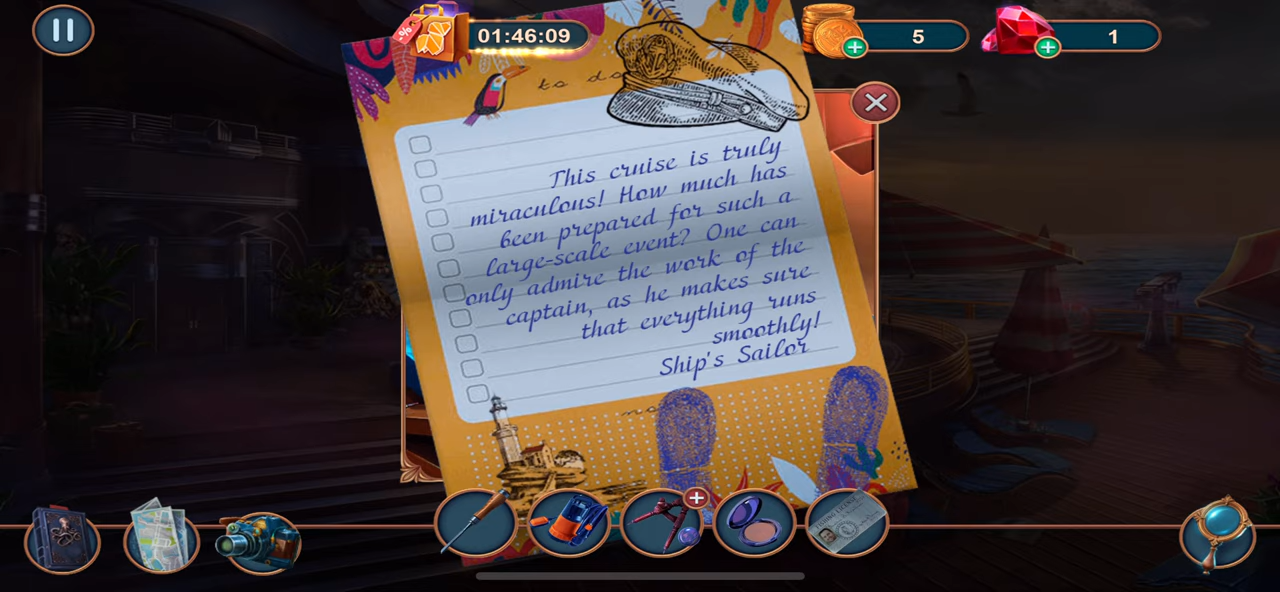 01:46:09
5
1
to do
This cruise is truly
miraculous! How much has
been prepared for such a
large-scale event? One can
only admire the work of the
captain, as he makes sure
that everything runs
smoothly!
Ship's Sailor